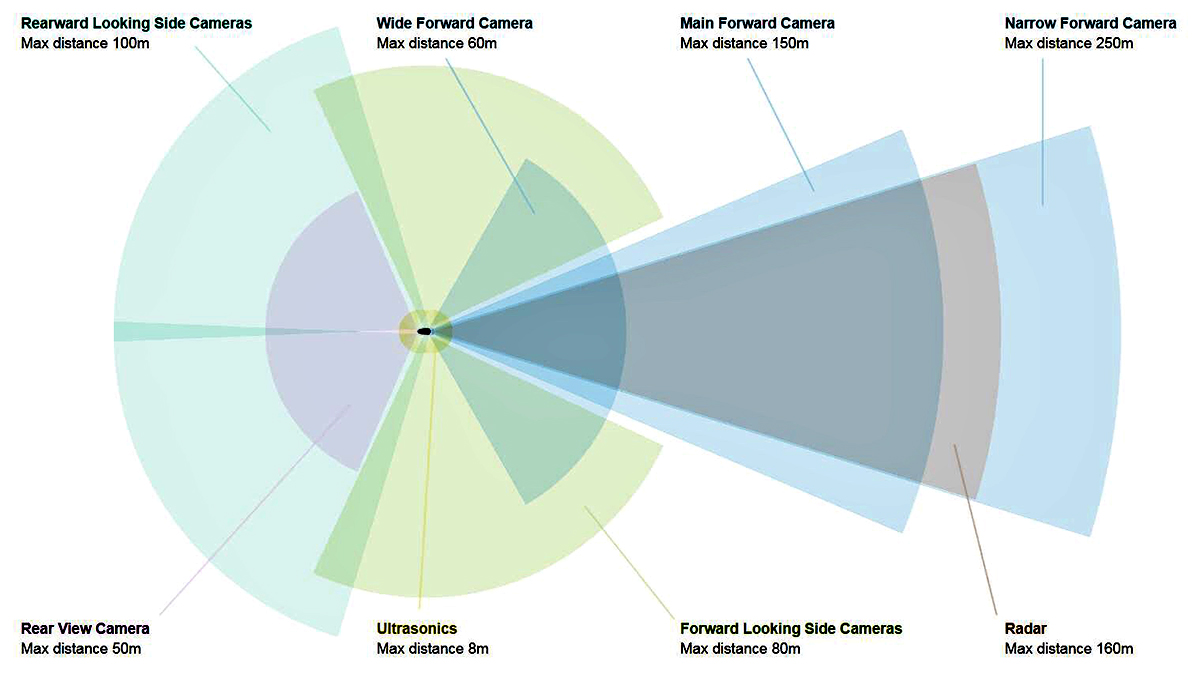 Rearward Looking Side Cameras
Max distance 100m
Wide Forward Camera
Max distance 60m
Main Forward Camera
Max distance 150m
Narrow Forward Camera
Max distance 250m
Rear View Camera
Max distance 50m
Ultrasonics
Max distance 8m
Forward Looking Side Cameras
Max distance 80m
Radar
Max distance 160m